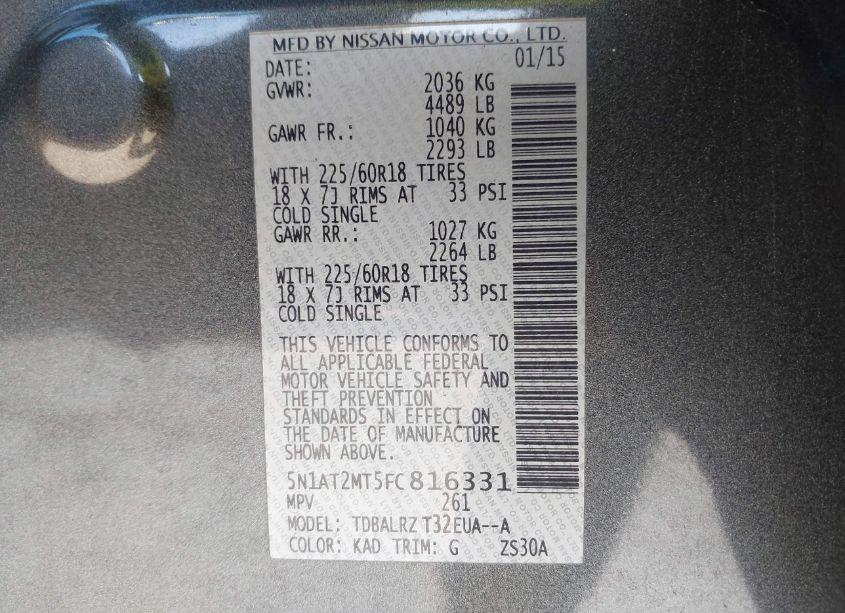 MFD BY NISSAN MOTOR CO., LTD.
DATE: 01/15
GVWR: 2036 KG
4489 LB
GAWR FR.: 1040 KG
2293 LB
WITH 225/60R18 TIRES
18 X 7J RIMS AT 33 PSI
COLD SINGLE
GAWR RR.: 1027 KG
2264 LB
WITH 225/60R18 TIRES
18 X 7J RIMS AT 33 PSI
COLD SINGLE
THIS VEHICLE CONFORMS TO
ALL APPLICABLE FEDERAL
MOTOR VEHICLE SAFETY AND
THEFT PREVENTION
STANDARDS IN EFFECT ON
THE DATE OF MANUFACTURE
SHOWN ABOVE.
5N1AT2MT5FC816331
MPV 261
MODEL: TDBALRZ T32EUA--A
COLOR: KAD TRIM: G ZS30A